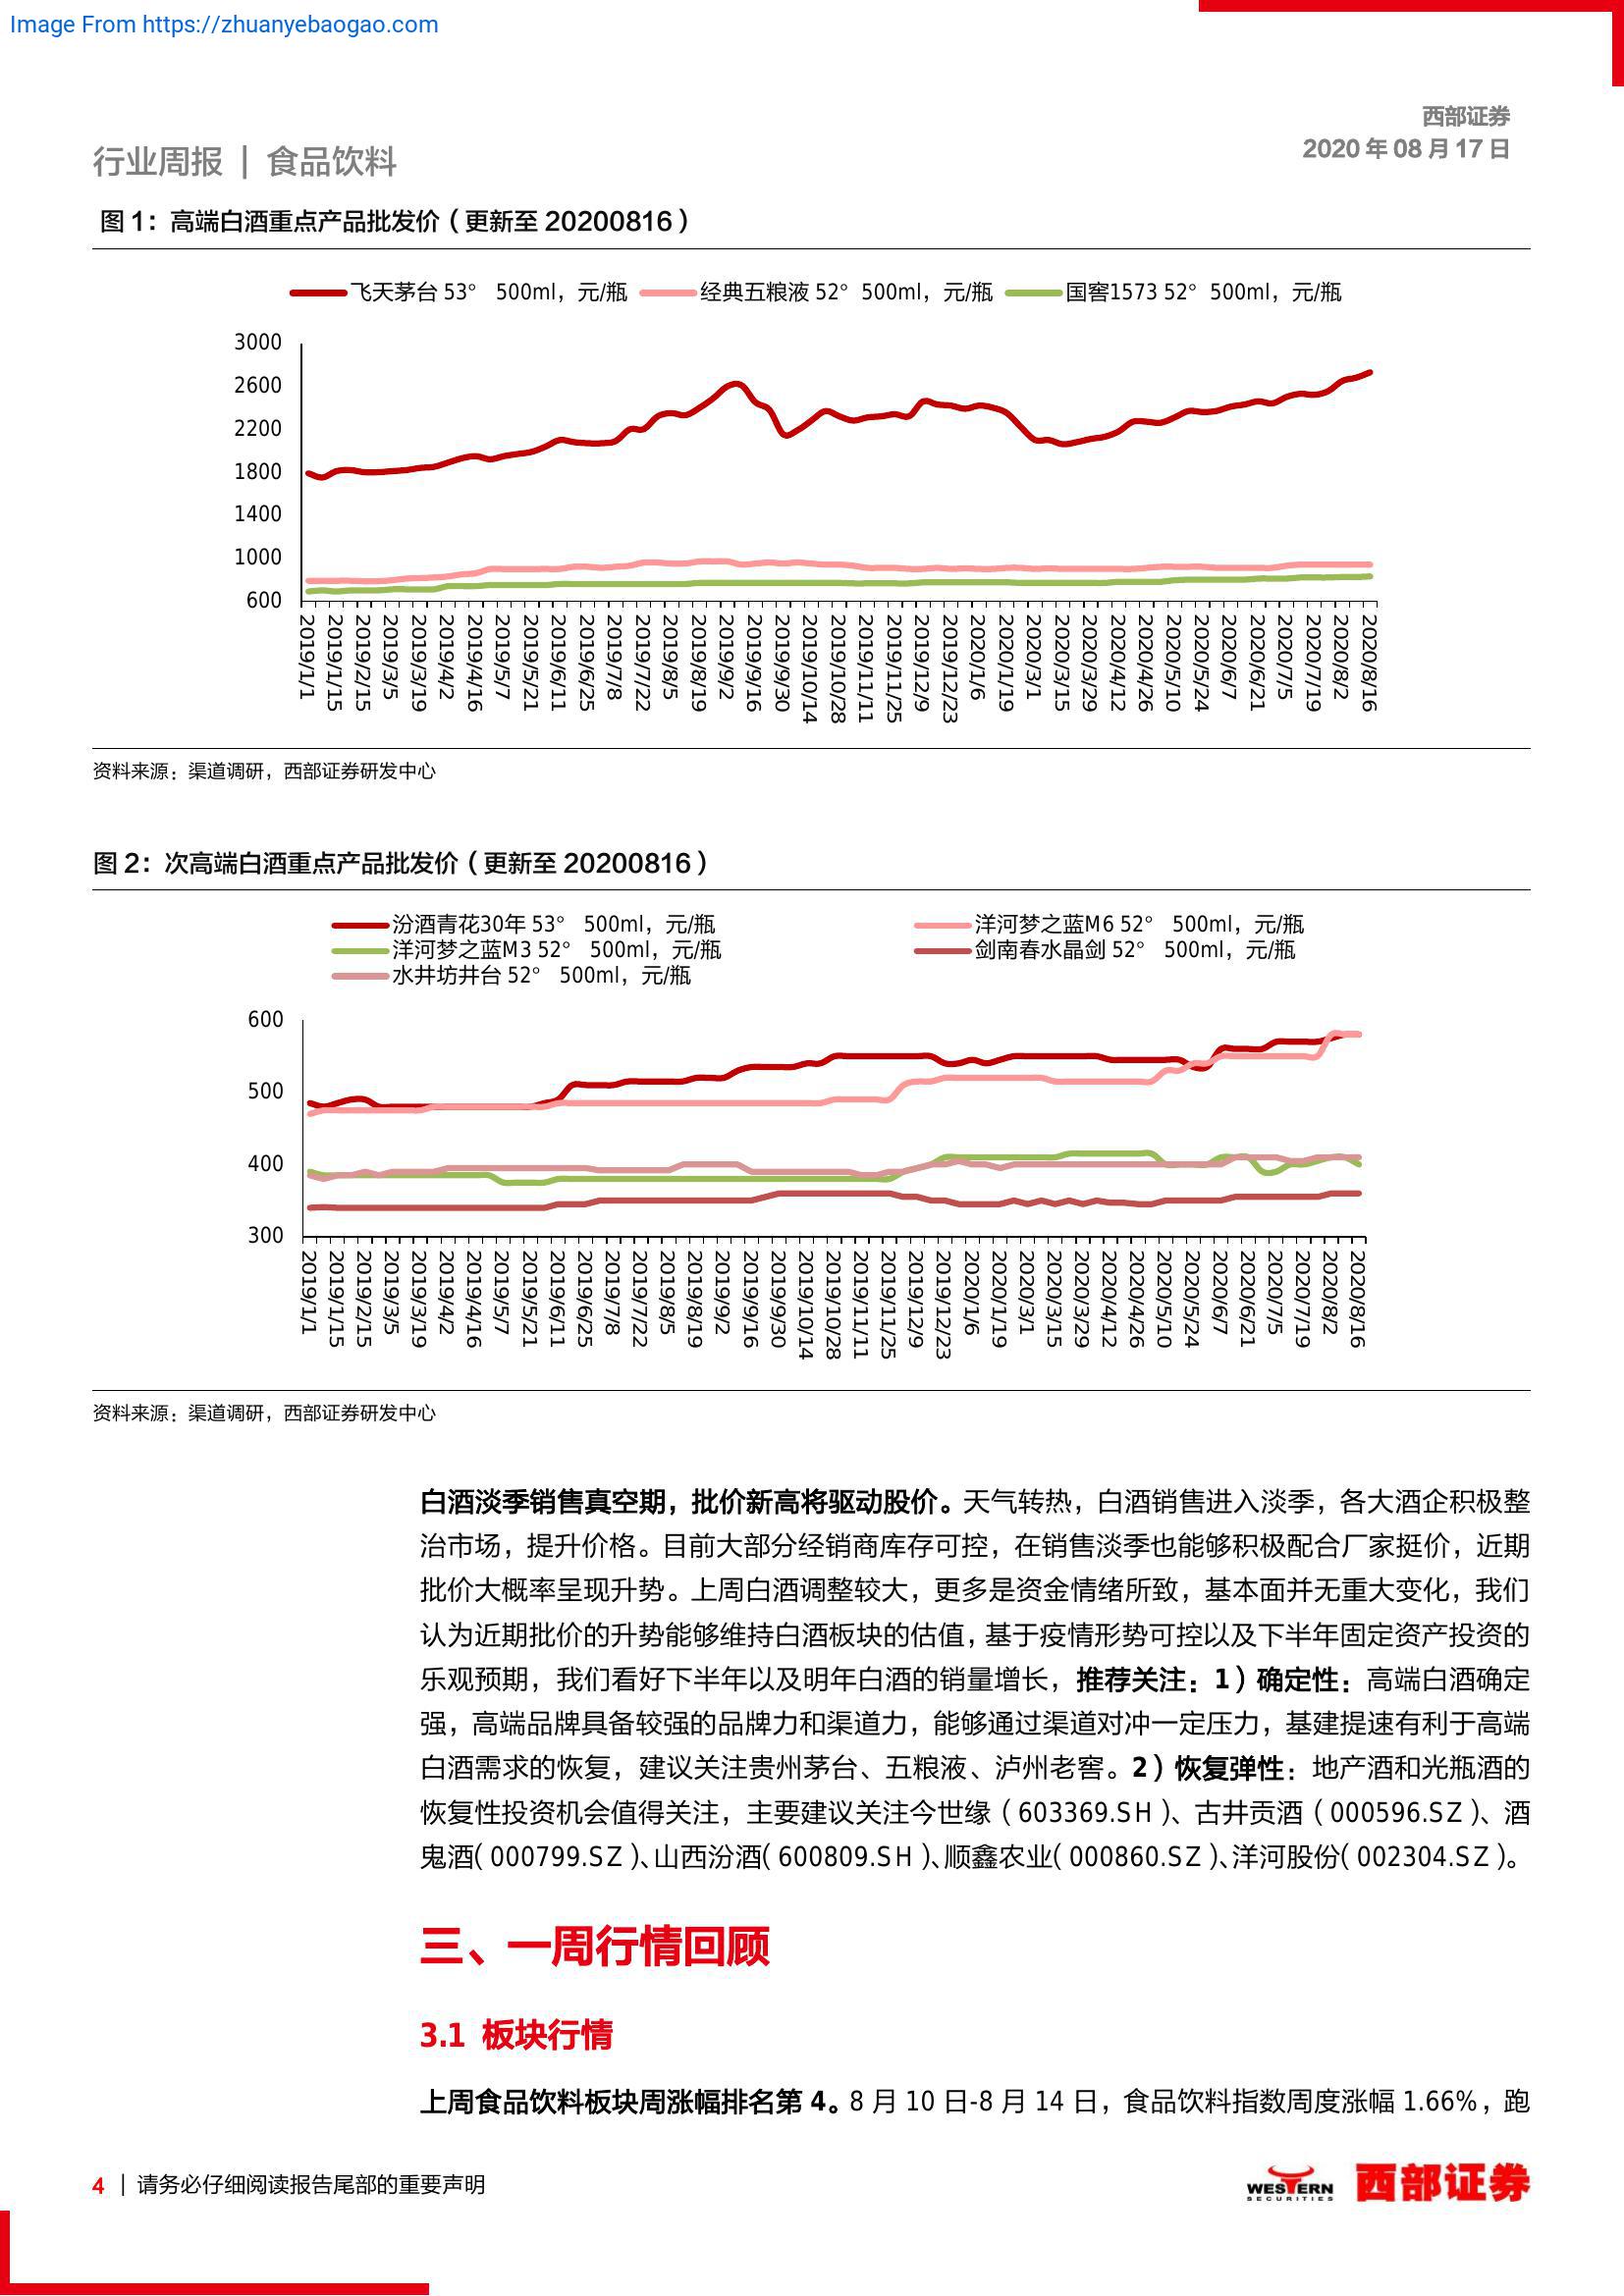 Image From https://zhuanyebaogao.com
西部证券
2020 年 08 月 17 日
行业周报 | 食品饮料
图 1：高端白酒重点产品批发价（更新至 20200816）
飞天茅台 53° 500ml，元/瓶 经典五粮液 52° 500ml，元/瓶 国窖1573 52° 500ml，元/瓶
3000
2600
2200
1800
1400
1000
600
2019/1/1 2019/1/15 2019/2/15 2019/3/5 2019/3/19 2019/4/2 2019/4/16 2019/5/7 2019/5/21 2019/6/11 2019/6/25 2019/7/8 2019/7/22 2019/8/5 2019/8/19 2019/9/2 2019/9/16 2019/9/30 2019/10/14 2019/10/28 2019/11/11 2019/11/25 2019/12/9 2019/12/23 2020/1/6 2020/1/19 2020/3/1 2020/3/15 2020/3/29 2020/4/12 2020/4/26 2020/5/10 2020/5/24 2020/6/7 2020/6/21 2020/7/5 2020/7/19 2020/8/2 2020/8/16
资料来源：渠道调研，西部证券研发中心
图 2：次高端白酒重点产品批发价（更新至 20200816）
汾酒青花30年 53° 500ml，元/瓶 洋河梦之蓝M6 52° 500ml，元/瓶
洋河梦之蓝M3 52° 500ml，元/瓶 剑南春水晶剑 52° 500ml，元/瓶
水井坊井台 52° 500ml，元/瓶
600
500
400
300
2019/1/1 2019/1/15 2019/2/15 2019/3/5 2019/3/19 2019/4/2 2019/4/16 2019/5/7 2019/5/21 2019/6/11 2019/6/25 2019/7/8 2019/7/22 2019/8/5 2019/8/19 2019/9/2 2019/9/16 2019/9/30 2019/10/14 2019/10/28 2019/11/11 2019/11/25 2019/12/9 2019/12/23 2020/1/6 2020/1/19 2020/3/1 2020/3/15 2020/3/29 2020/4/12 2020/4/26 2020/5/10 2020/5/24 2020/6/7 2020/6/21 2020/7/5 2020/7/19 2020/8/2 2020/8/16
资料来源：渠道调研，西部证券研发中心
白酒淡季销售真空期，批价新高将驱动股价。天气转热，白酒销售进入淡季，各大酒企积极整
治市场，提升价格。目前大部分经销商库存可控，在销售淡季也能够积极配合厂家挺价，近期
批价大概率呈现升势。上周白酒调整较大，更多是资金情绪所致，基本面并无重大变化，我们
认为近期批价的升势能够维持白酒板块的估值，基于疫情形势可控以及下半年固定资产投资的
乐观预期，我们看好下半年以及明年白酒的销量增长，推荐关注：1）确定性：高端白酒确定
强，高端品牌具备较强的品牌力和渠道力，能够通过渠道对冲一定压力，基建提速有利于高端
白酒需求的恢复，建议关注贵州茅台、五粮液、泸州老窖。2）恢复弹性：地产酒和光瓶酒的
恢复性投资机会值得关注，主要建议关注今世缘（603369.SH）、古井贡酒（000596.SZ）、酒
鬼酒（000799.SZ）、山西汾酒（600809.SH）、顺鑫农业（000860.SZ）、洋河股份（002304.SZ）。
三、一周行情回顾
3.1 板块行情
上周食品饮料板块周涨幅排名第 4。8 月 10 日-8 月 14 日，食品饮料指数周度涨幅 1.66%，跑
4 | 请务必仔细阅读报告尾部的重要声明
WESTERN
SECURITIES
西部证券